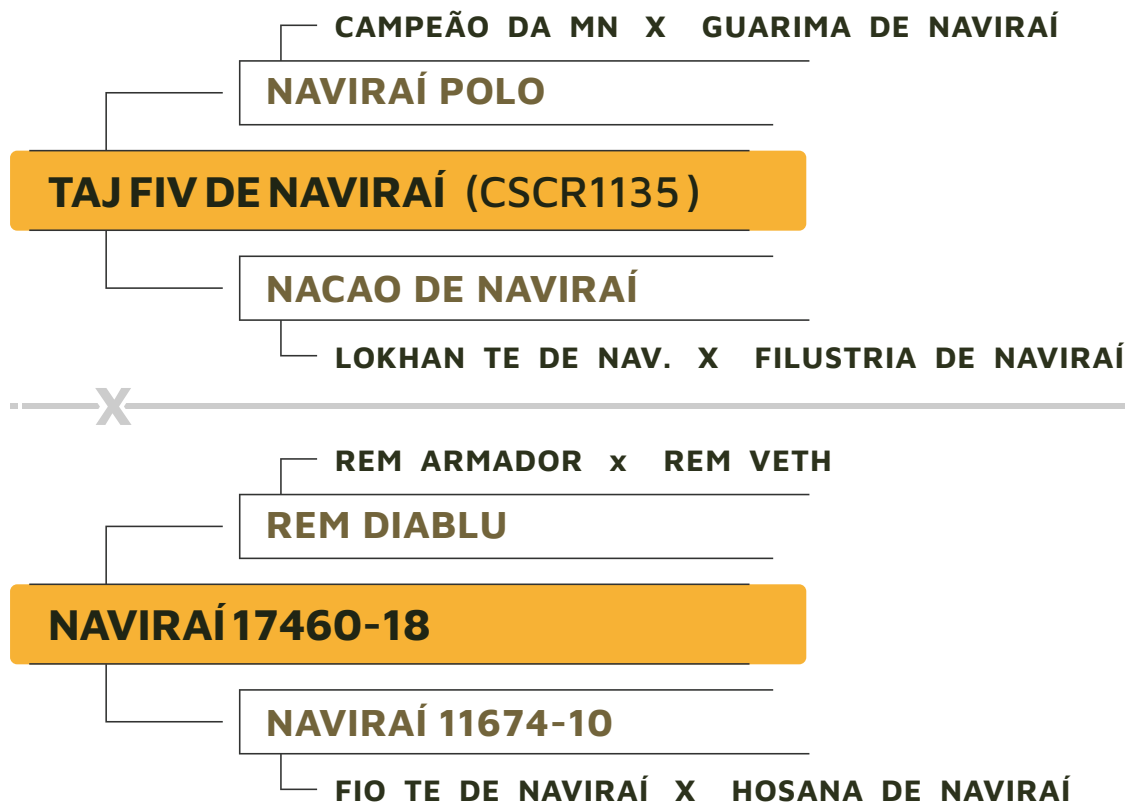 CAMPEÃO DA MN X GUARIMA DE NAVIRAÍ
NAVIRAÍ POLO
TAJ FIV DE NAVIRAÍ (CSCR1135)
NACAO DE NAVIRAÍ
LOKHAN TE DE NAV. X FILUSTRIA DE NAVIRAÍ
X
REM ARMADOR x REM VETH
REM DIABLU
NAVIRAÍ 17460-18
NAVIRAÍ 11674-10
FIO TE DE NAVIRAÍ X HOSANA DE NAVIRAÍ